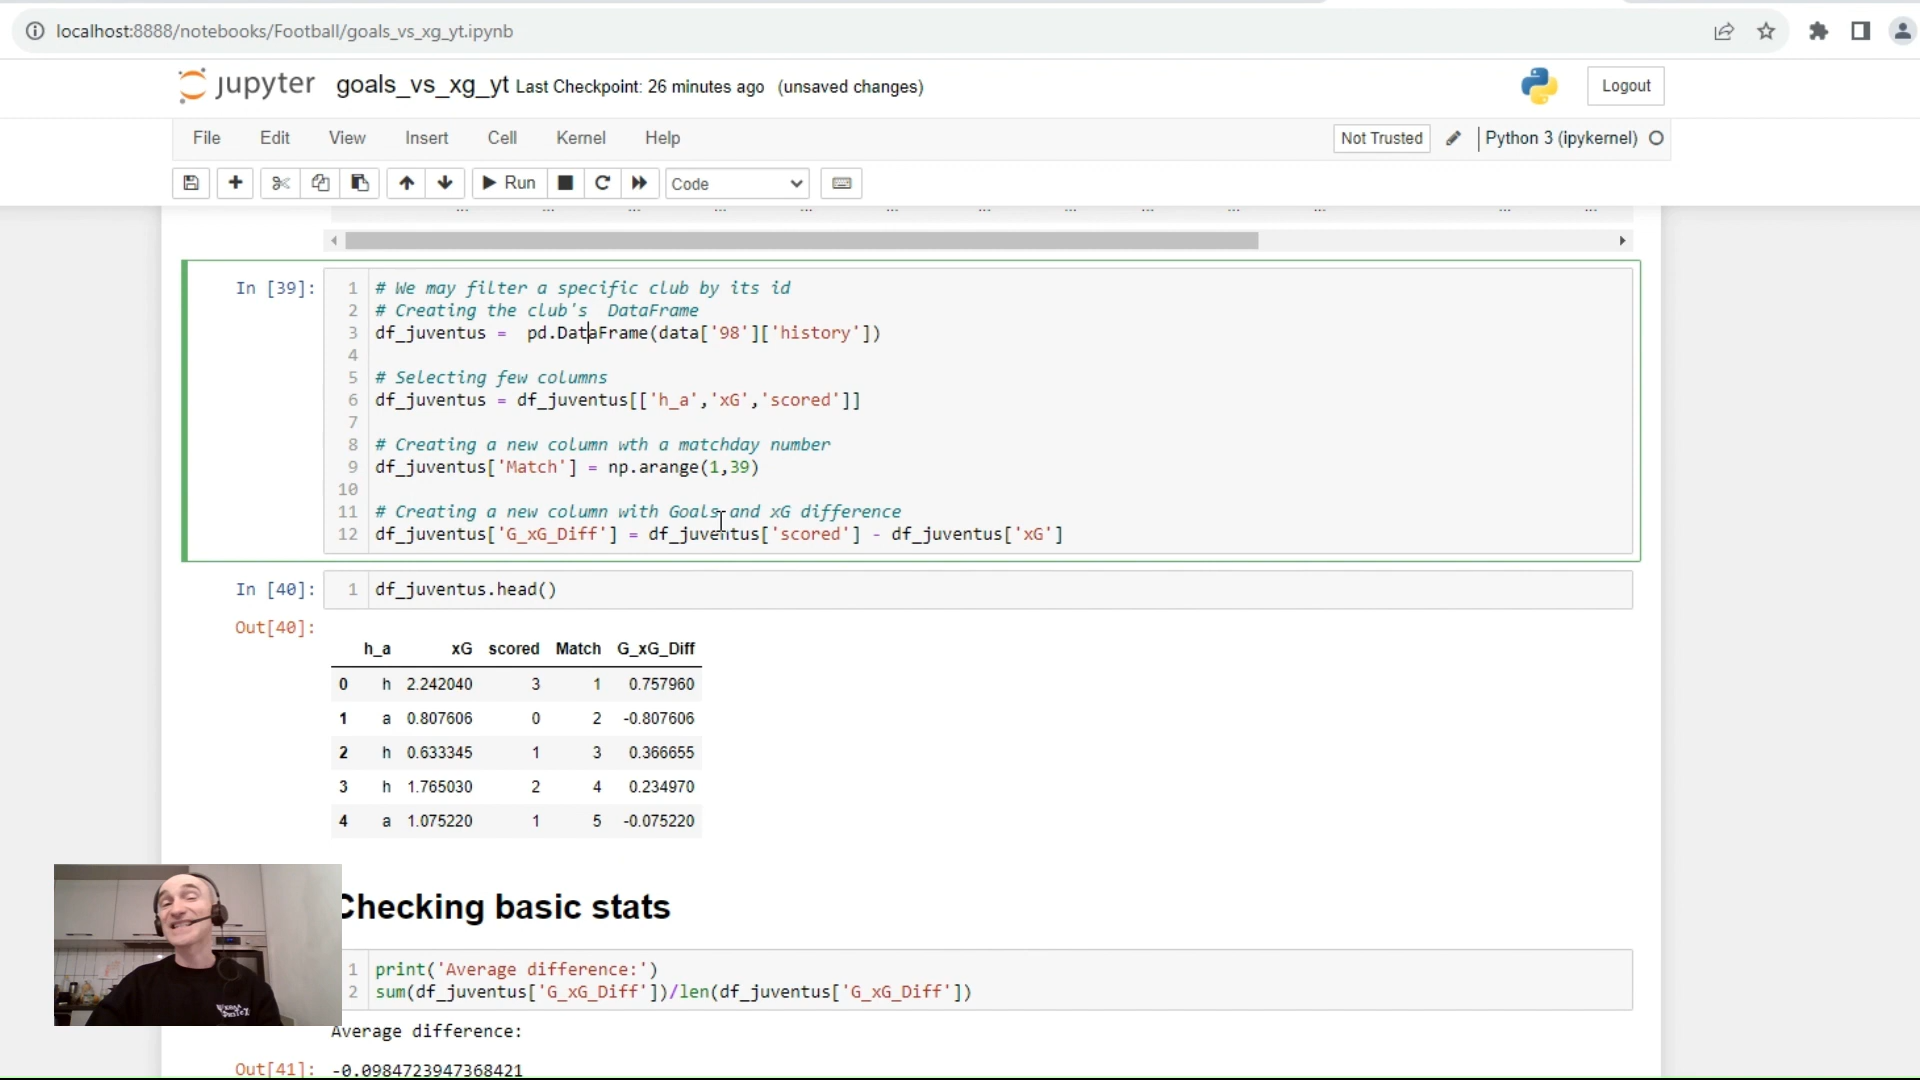 localhost:8888/notebooks/Football/goals_vs_xg_yt.ipynb
jupyter goals_vs_xg_yt Last Checkpoint: 26 minutes ago (unsaved changes)
Logout
File Edit View Insert Cell Kernel Help
Not Trusted
Python 3 (ipykernel)
Run
Code
... ... ... ... ... ... ... ... ... ... ... ... ...
In [39]:
1 # We may filter a specific club by its id
2 # Creating the club's  DataFrame
3 df_juventus =  pd.DataFrame(data['98']['history'])
4
5 # Selecting few columns
6 df_juventus = df_juventus[['h_a','xG','scored']]
7
8 # Creating a new column wth a matchday number
9 df_juventus['Match'] = np.arange(1,39)
10
11 # Creating a new column with Goals and xG difference
12 df_juventus['G_xG_Diff'] = df_juventus['scored'] - df_juventus['xG']
In [40]:
1 df_juventus.head()
Out[40]:
h_a xG scored Match G_xG_Diff
0 h 2.242040 3 1 0.757960
1 a 0.807606 0 2 -0.807606
2 h 0.633345 1 3 0.366655
3 h 1.765030 2 4 0.234970
4 a 1.075220 1 5 -0.075220
Checking basic stats
1 print('Average difference:')
2 sum(df_juventus['G_xG_Diff'])/len(df_juventus['G_xG_Diff'])
Average difference:
Out[41]: -0.0984723947368421